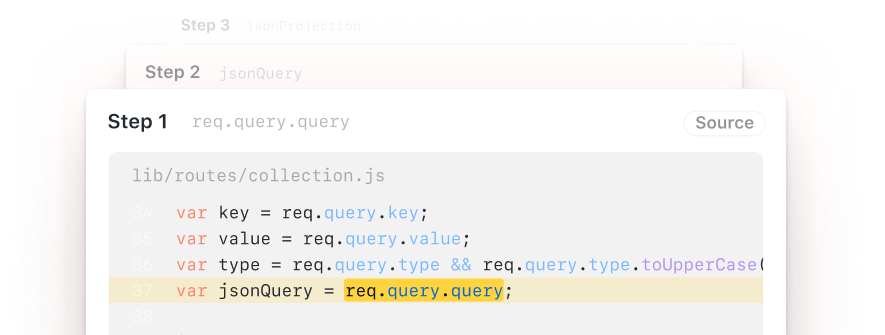 Step 3 jsonProjection
Step 2 jsonQuery
Step 1 req.query.query Source
lib/routes/collection.js
34 var key = req.query.key;
35 var value = req.query.value;
36 var type = req.query.type && req.query.type.toUpperCase(
37 var jsonQuery = req.query.query;
38